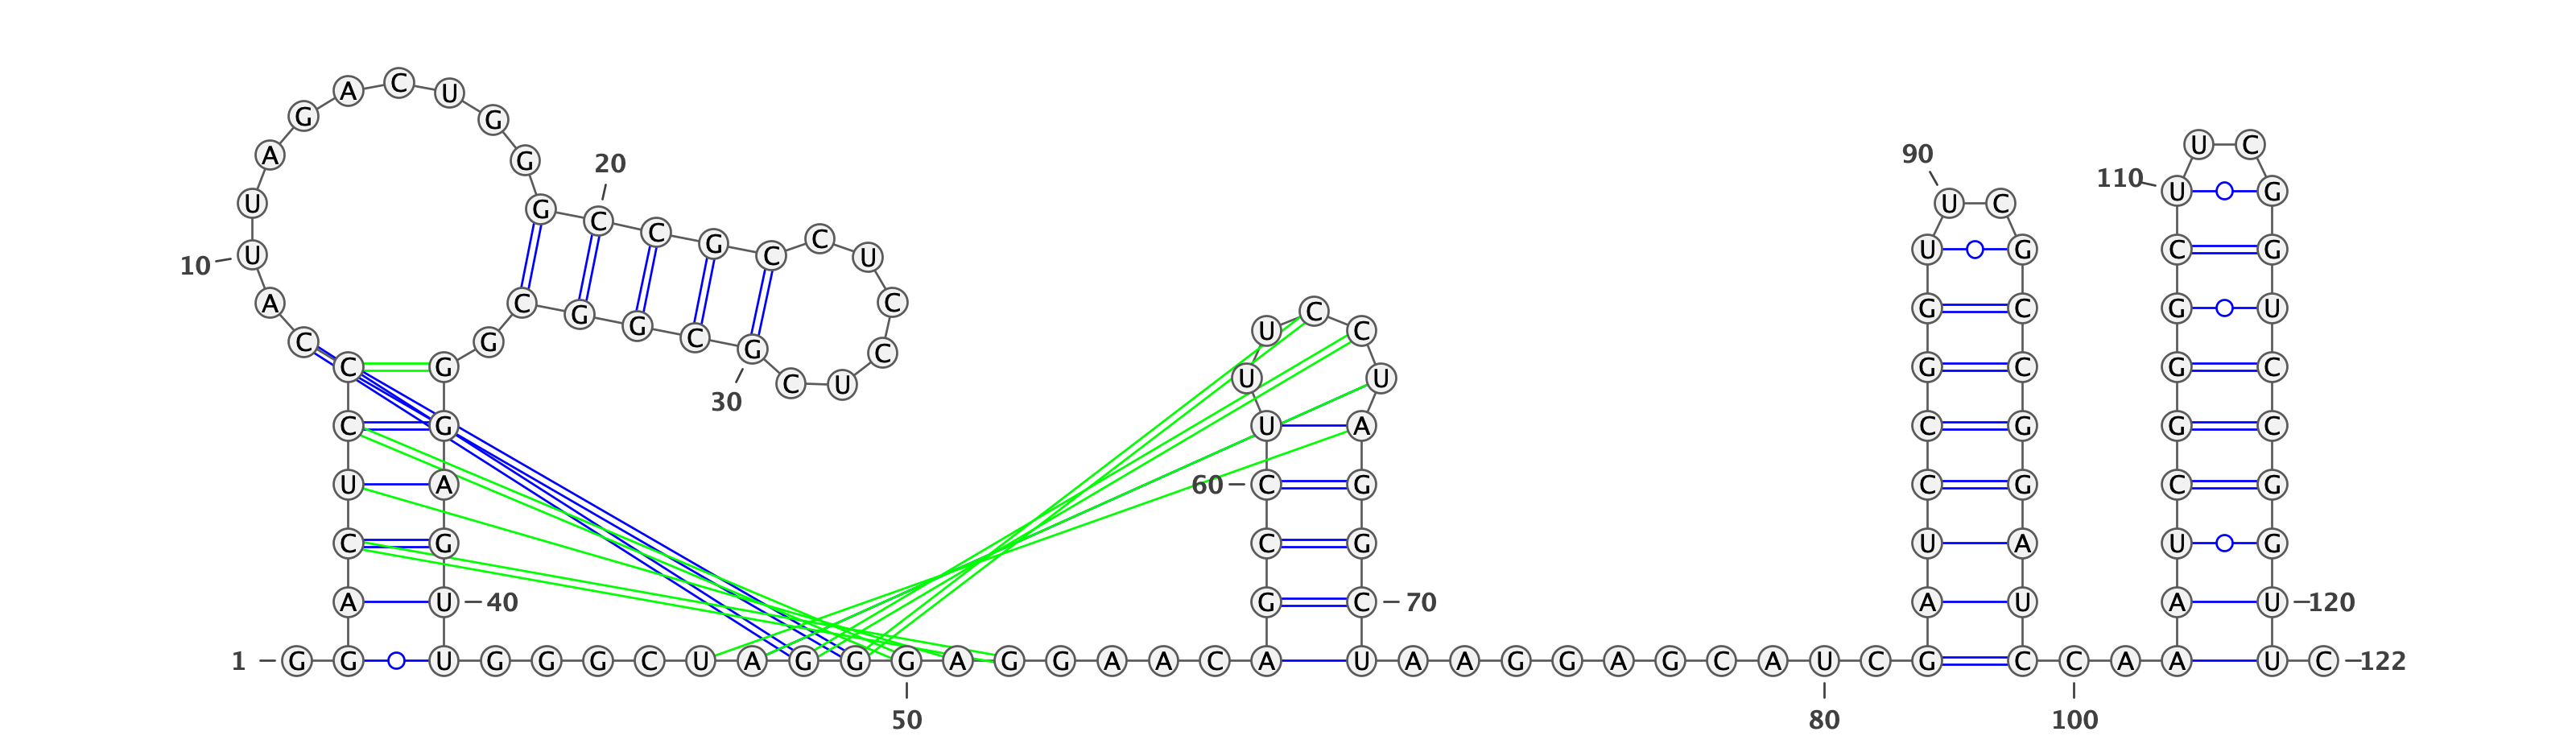 1
G G A C U C C C A U
10
U A G A C U G G G C
20
C G C C U C C U C G
30
C G G C G G G A G U
40
U G G G C U A G G G
50
A G G A A C A G C C
60
U U U C C U A G G C
70
U A A G G A G C A U
80
C G A U C C G G U U
90
C G C C G G A U C C
100
A A A U C G G G C U
110
U C G G U C C G G U
120
U C
122